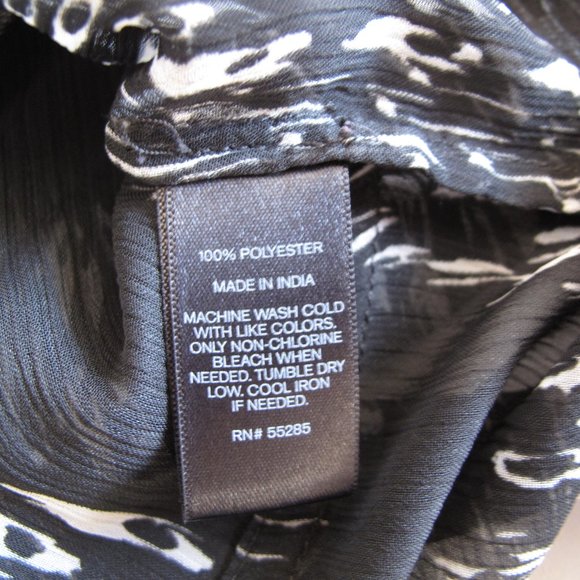 100% POLYESTER
MADE IN INDIA
MACHINE WASH COLD
WITH LIKE COLORS.
ONLY NON-CHLORINE
BLEACH WHEN
NEEDED. TUMBLE DRY
LOW. COOL IRON
IF NEEDED.
RN# 55285